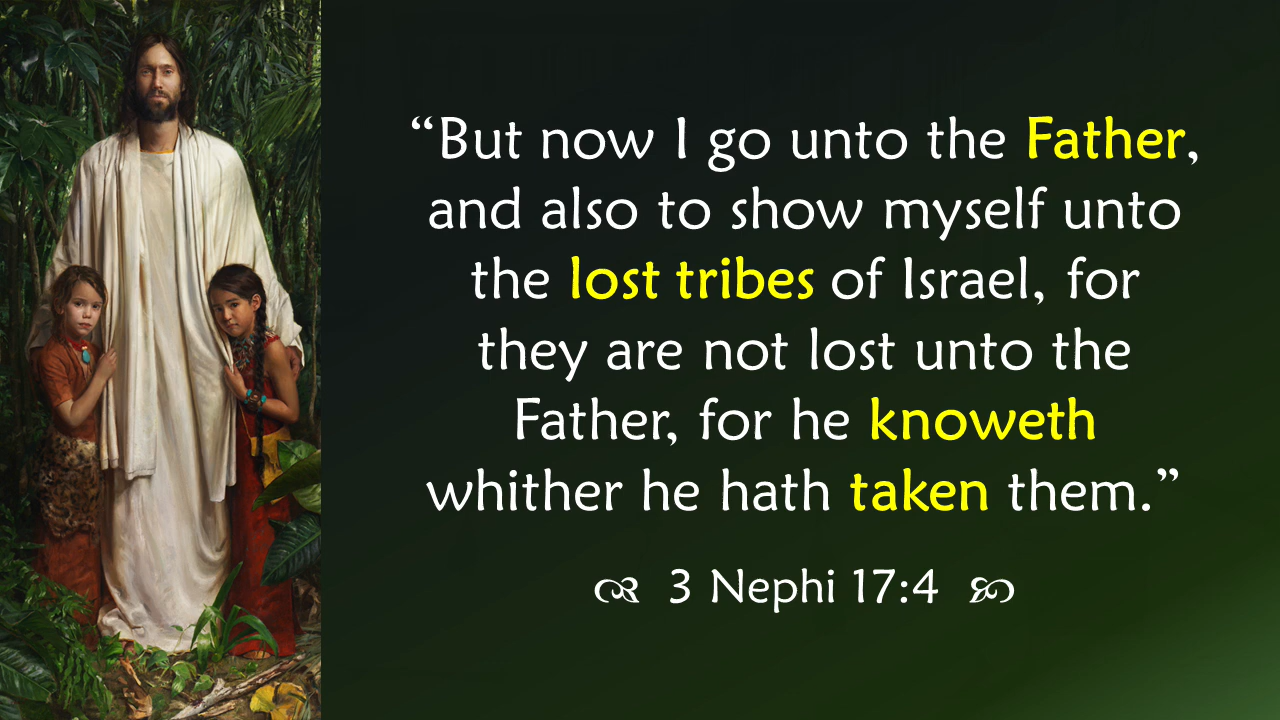 “But now I go unto the Father,
and also to show myself unto
the lost tribes of Israel, for
they are not lost unto the
Father, for he knoweth
whither he hath taken them.”
3 Nephi 17:4